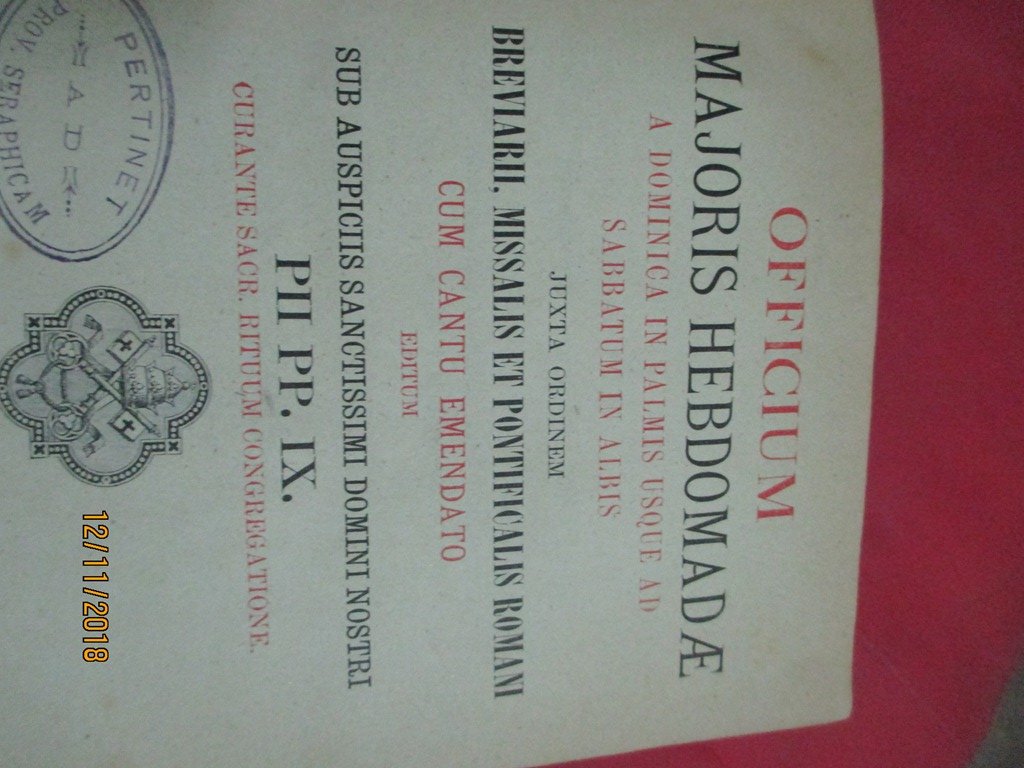 OFFICIUM
MAJORIS HEBDOMADÆ
A DOMINICA IN PALMIS USQUE AD
SABBATUM IN ALBIS
JUXTA ORDINEM
BREVIARII, MISSALIS ET PONTIFICALIS ROMANI
CUM CANTU EMENDATO
EDITUM
SUB AUSPICIIS SANCTISSIMI DOMINI NOSTRI
PII PP. IX.
CURANTE SACR. RITUUM CONGREGATIONE.
PERTINET
AD
PROV. SERAPHICAM
12/11/2018